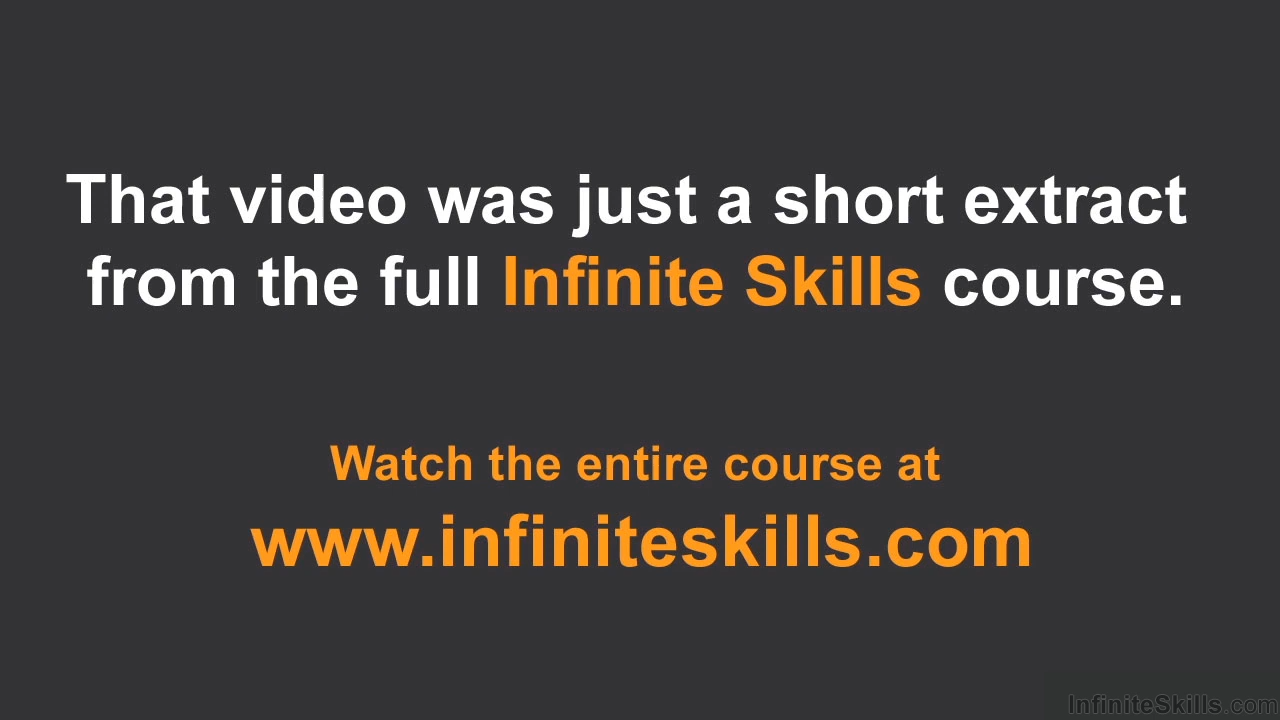 That video was just a short extract
from the full Infinite Skills course.
Watch the entire course at
www.infiniteskills.com
InfiniteSkills.com